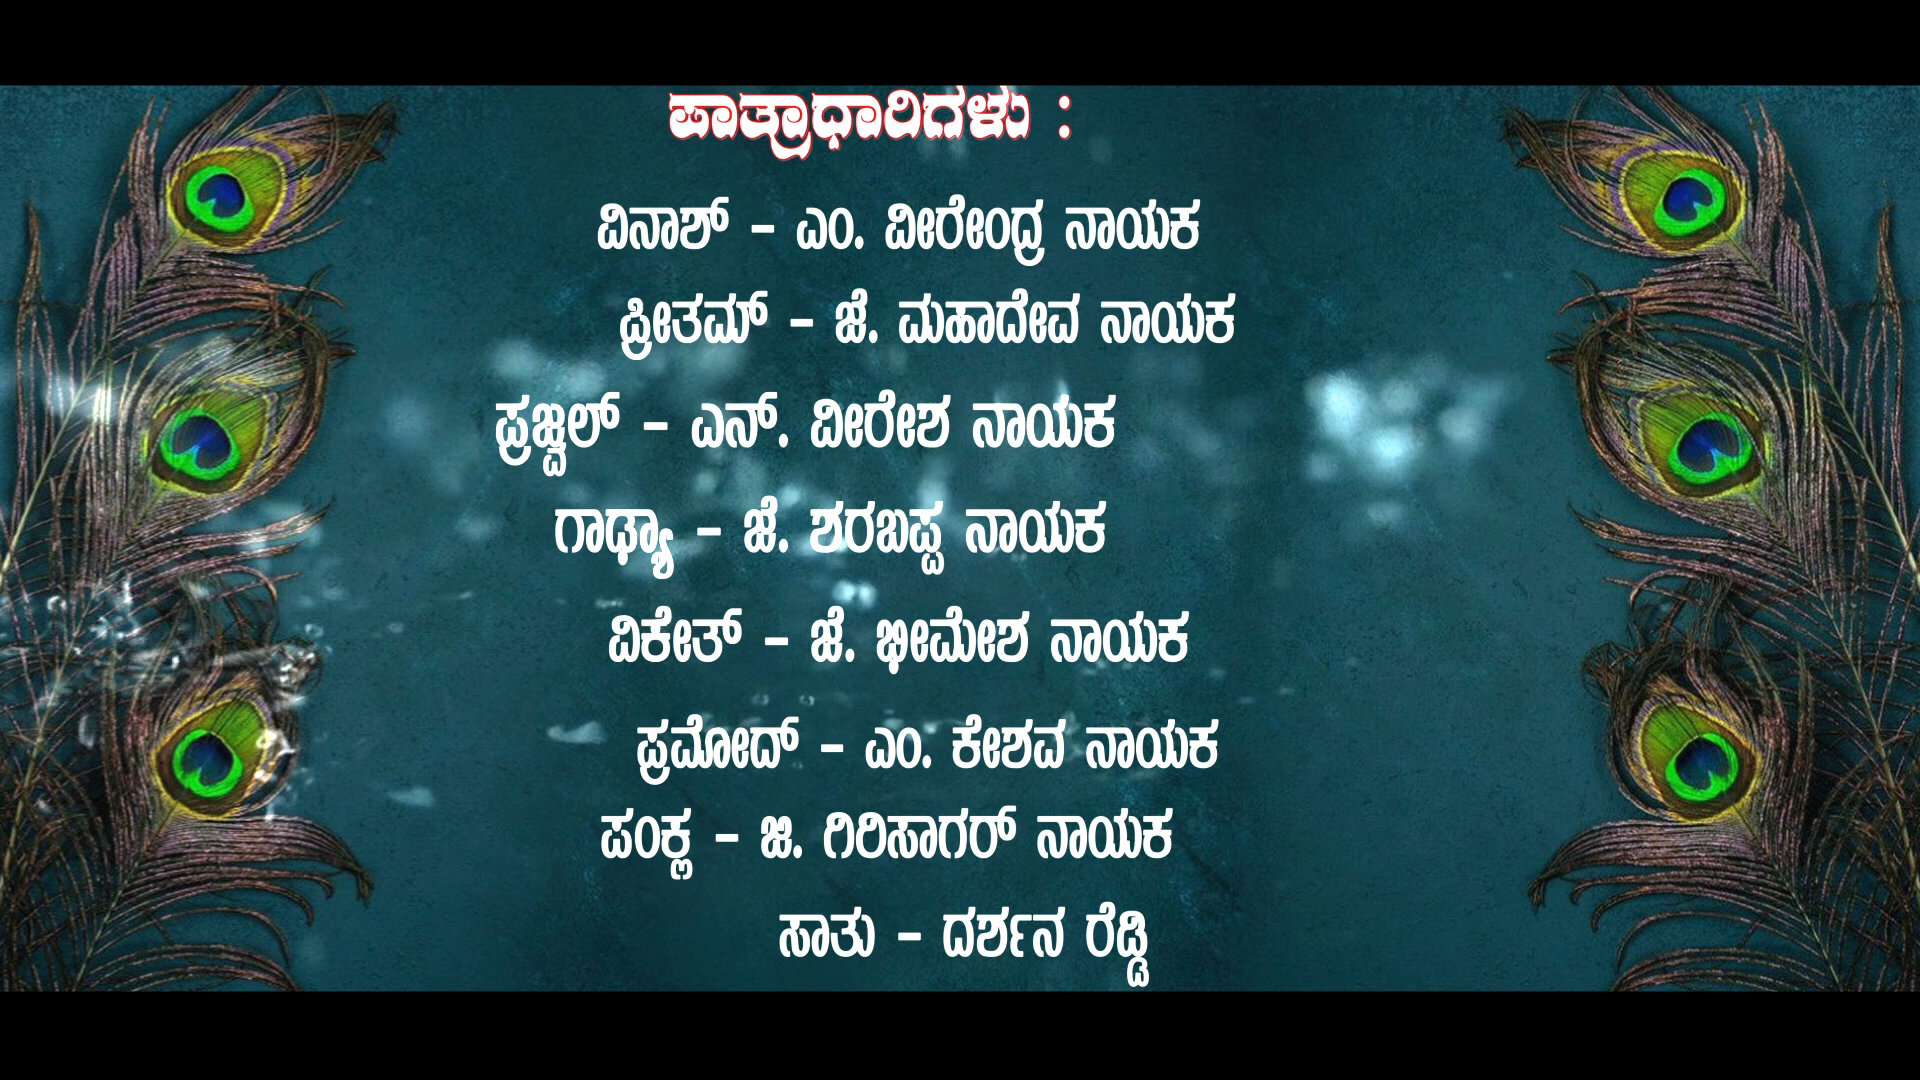 ಪಾತ್ರಾಧಾರಿಗಳು :
ವಿನಾಶ್ – ಎಂ. ವೀರೇಂದ್ರ ನಾಯಕ
ಪ್ರೀತಮ್ – ಜೆ. ಮಹಾದೇವ ನಾಯಕ
ಪ್ರಜ್ವಲ್ – ಎನ್. ವೀರೇಶ ನಾಯಕ
ಗಾಢ್ಯಾ – ಜೆ. ಶರಬಪ್ಪ ನಾಯಕ
ವಿಕೇತ್ – ಜೆ. ಭೀಮೇಶ ನಾಯಕ
ಪ್ರಮೋದ್ – ಎಂ. ಕೇಶವ ನಾಯಕ
ಪಂಕ್ಲ – ಜಿ. ಗಿರಿಸಾಗರ್ ನಾಯಕ
ಸಾತು – ದರ್ಶನ ರೆಡ್ಡಿ